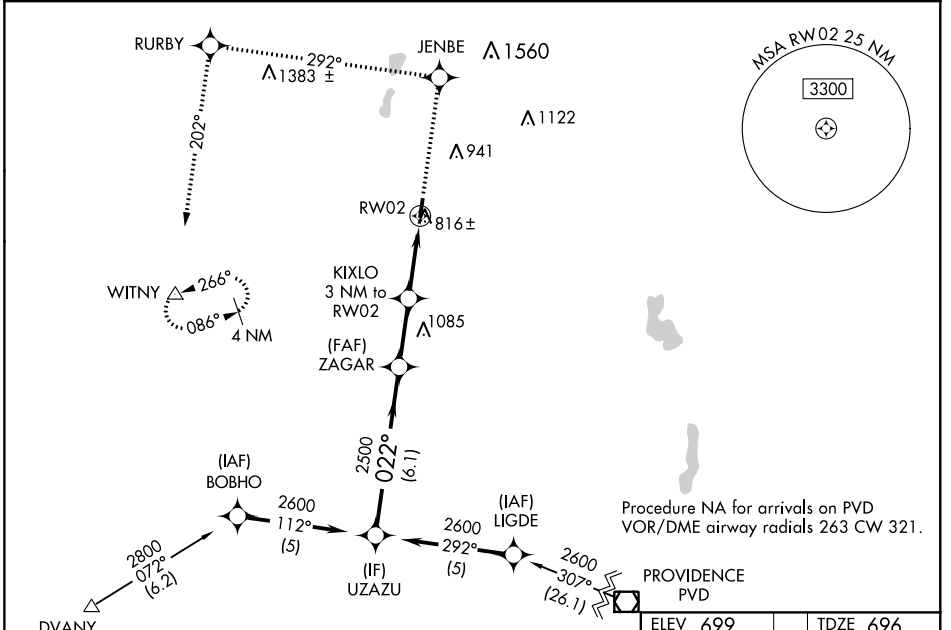 RURBY
292°
1383 ±
JENBE
1560
MSA RW02 25 NM
3300
1122
941
202°
RW02
816 ±
WITNY
266°
086°
4 NM
KIXLO
3 NM to
RW02
1085
(FAF)
ZAGAR
2500
022°
(6.1)
(IAF)
BOBHO
2600
112°
(5)
(IAF)
LIGDE
2600
292°
(5)
(IF)
UZAZU
2800
072°
(6.2)
2600
307°
(26.1)
Procedure NA for arrivals on PVD
VOR/DME airway radials 263 CW 321.
PROVIDENCE
PVD
DVANY
ELEV 699
TDZE 696